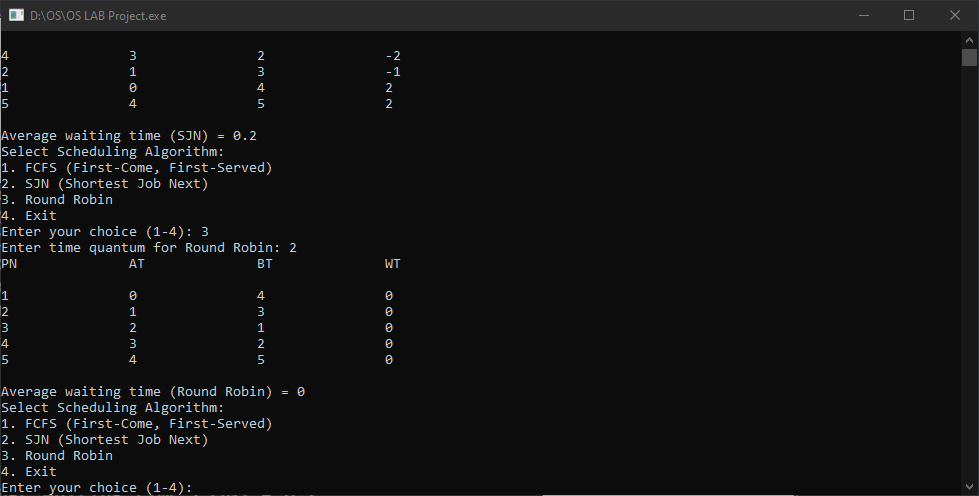 D:\OS\OS LAB Project.exe
4 3 2 -2
2 1 3 -1
1 0 4 2
5 4 5 2
Average waiting time (SJN) = 0.2
Select Scheduling Algorithm:
1. FCFS (First-Come, First-Served)
2. SJN (Shortest Job Next)
3. Round Robin
4. Exit
Enter your choice (1-4): 3
Enter time quantum for Round Robin: 2
PN AT BT WT
1 0 4 0
2 1 3 0
3 2 1 0
4 3 2 0
5 4 5 0
Average waiting time (Round Robin) = 0
Select Scheduling Algorithm:
1. FCFS (First-Come, First-Served)
2. SJN (Shortest Job Next)
3. Round Robin
4. Exit
Enter your choice (1-4):